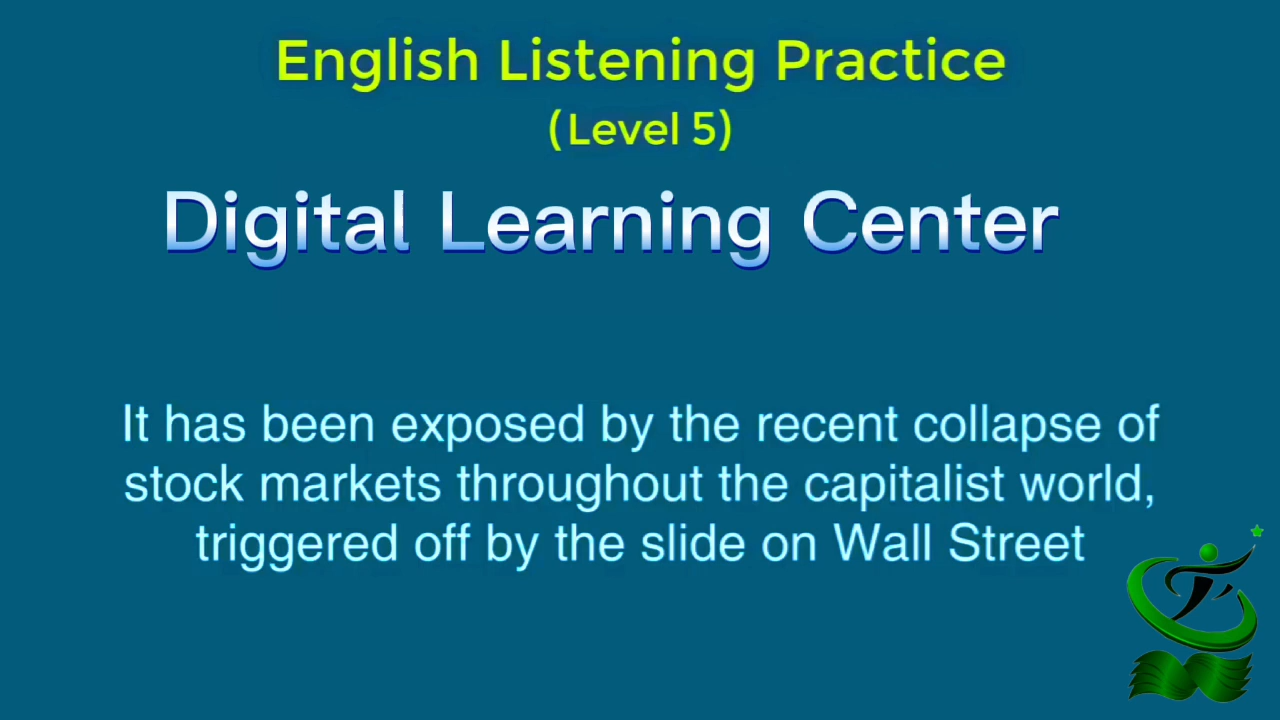 English Listening Practice
(Level 5)
Digital Learning Center
It has been exposed by the recent collapse of
stock markets throughout the capitalist world,
triggered off by the slide on Wall Street